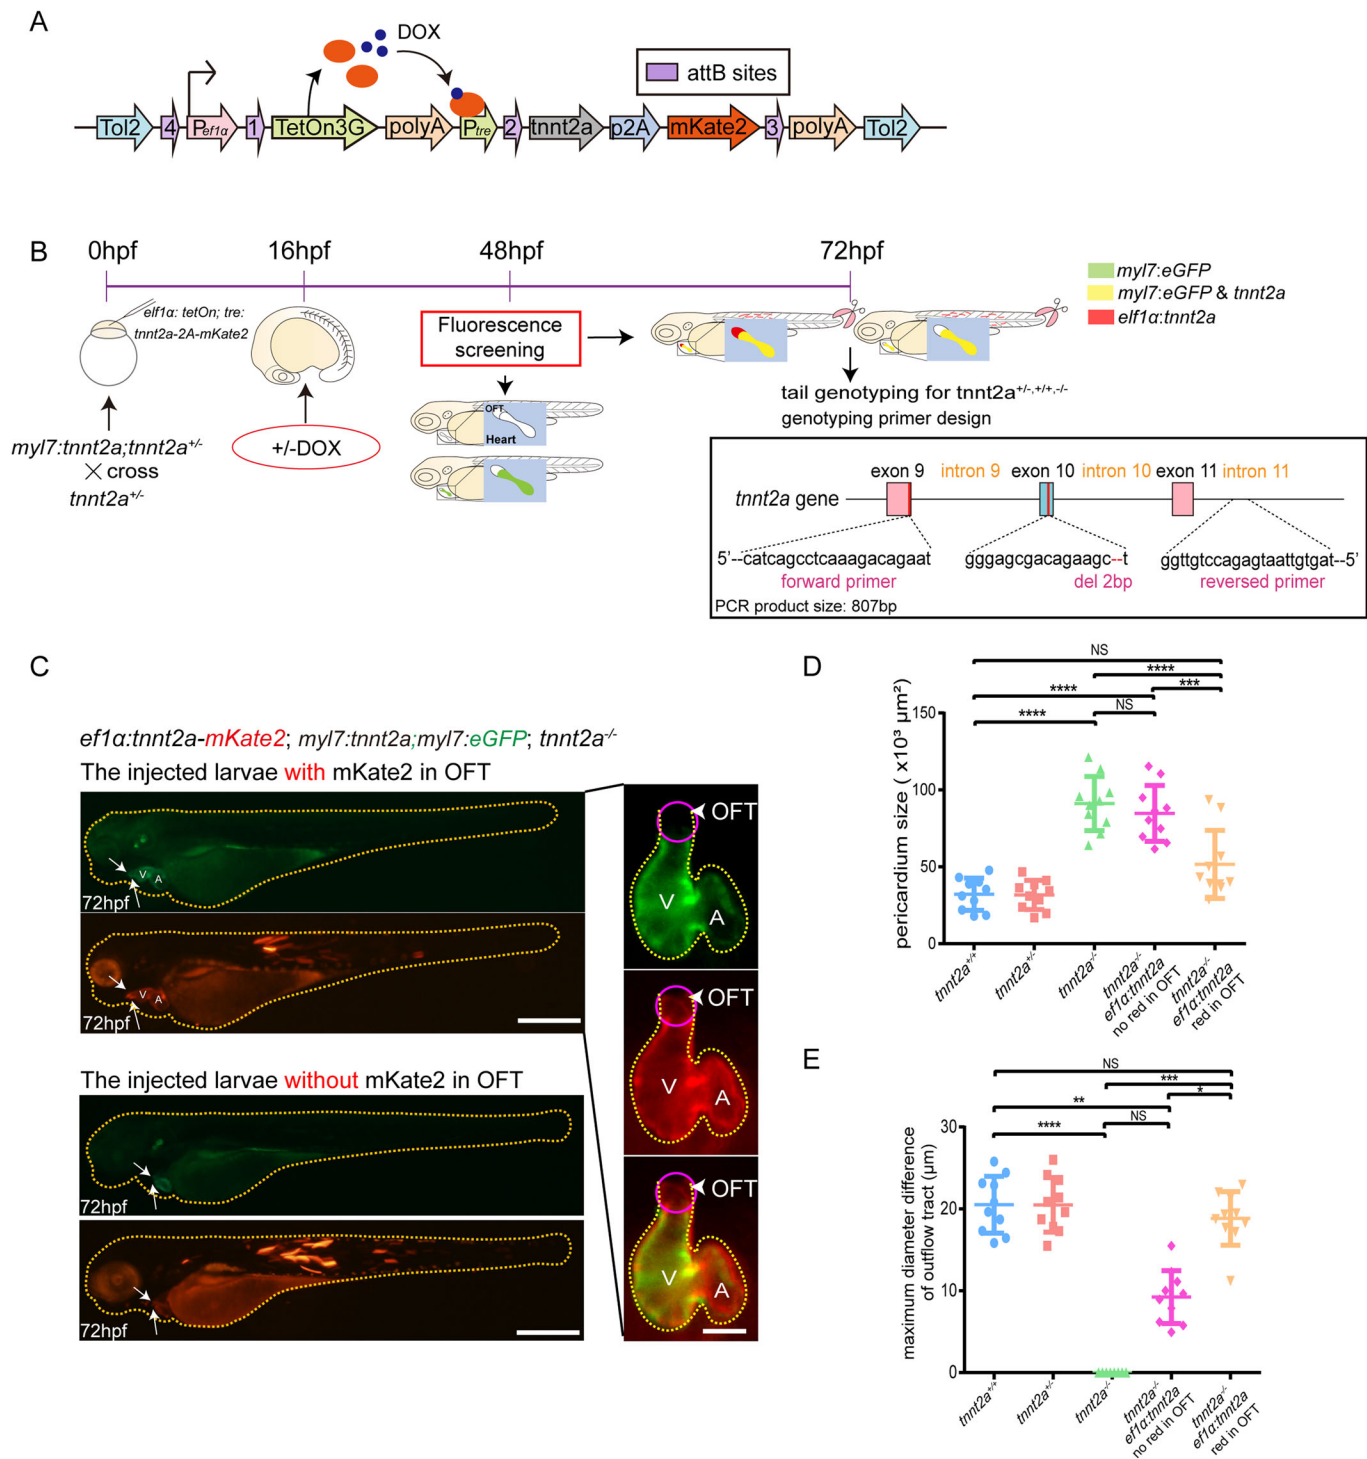 A
DOX
attB sites
Tol2 4 Pef1α 1 TetOn3G polyA Ptre 2 tnnt2a p2A mKate2 3 polyA Tol2
B
0hpf 16hpf 48hpf 72hpf
elf1α: tetOn; tre:
tnnt2a-2A-mKate2
myl7:tnnt2a;tnnt2a+/-
× cross
tnnt2a+/-
+/-DOX
Fluorescence
screening
OFT
Heart
myl7:eGFP
myl7:eGFP & tnnt2a
elf1α:tnnt2a
tail genotyping for tnnt2a+/-,+/+,-/-
genotyping primer design
exon 9 intron 9 exon 10 intron 10 exon 11 intron 11
tnnt2a gene
5'--catcagcctcaaagacagaat gggagcgacagaagc--t ggttgtccagagtaattgtgat--5'
forward primer del 2bp reversed primer
PCR product size: 807bp
C
ef1α:tnnt2a-mKate2; myl7:tnnt2a;myl7:eGFP; tnnt2a-/-
The injected larvae with mKate2 in OFT
V A
72hpf
V A
72hpf
The injected larvae without mKate2 in OFT
72hpf
72hpf
OFT
V
A
OFT
V
A
OFT
V
A
D
NS
****
***
****
NS
****
pericardium size ( x10³ µm²)
150
100
50
0
tnnt2a+/+
tnnt2a+/-
tnnt2a-/-
tnnt2a-/-
ef1α:tnnt2a
no red in OFT
tnnt2a-/-
ef1α:tnnt2a
red in OFT
E
NS
***
*
**
NS
****
maximum diameter difference
of outflow tract (µm)
30
20
10
0
tnnt2a+/+
tnnt2a+/-
tnnt2a-/-
tnnt2a-/-
ef1α:tnnt2a
no red in OFT
tnnt2a-/-
ef1α:tnnt2a
red in OFT